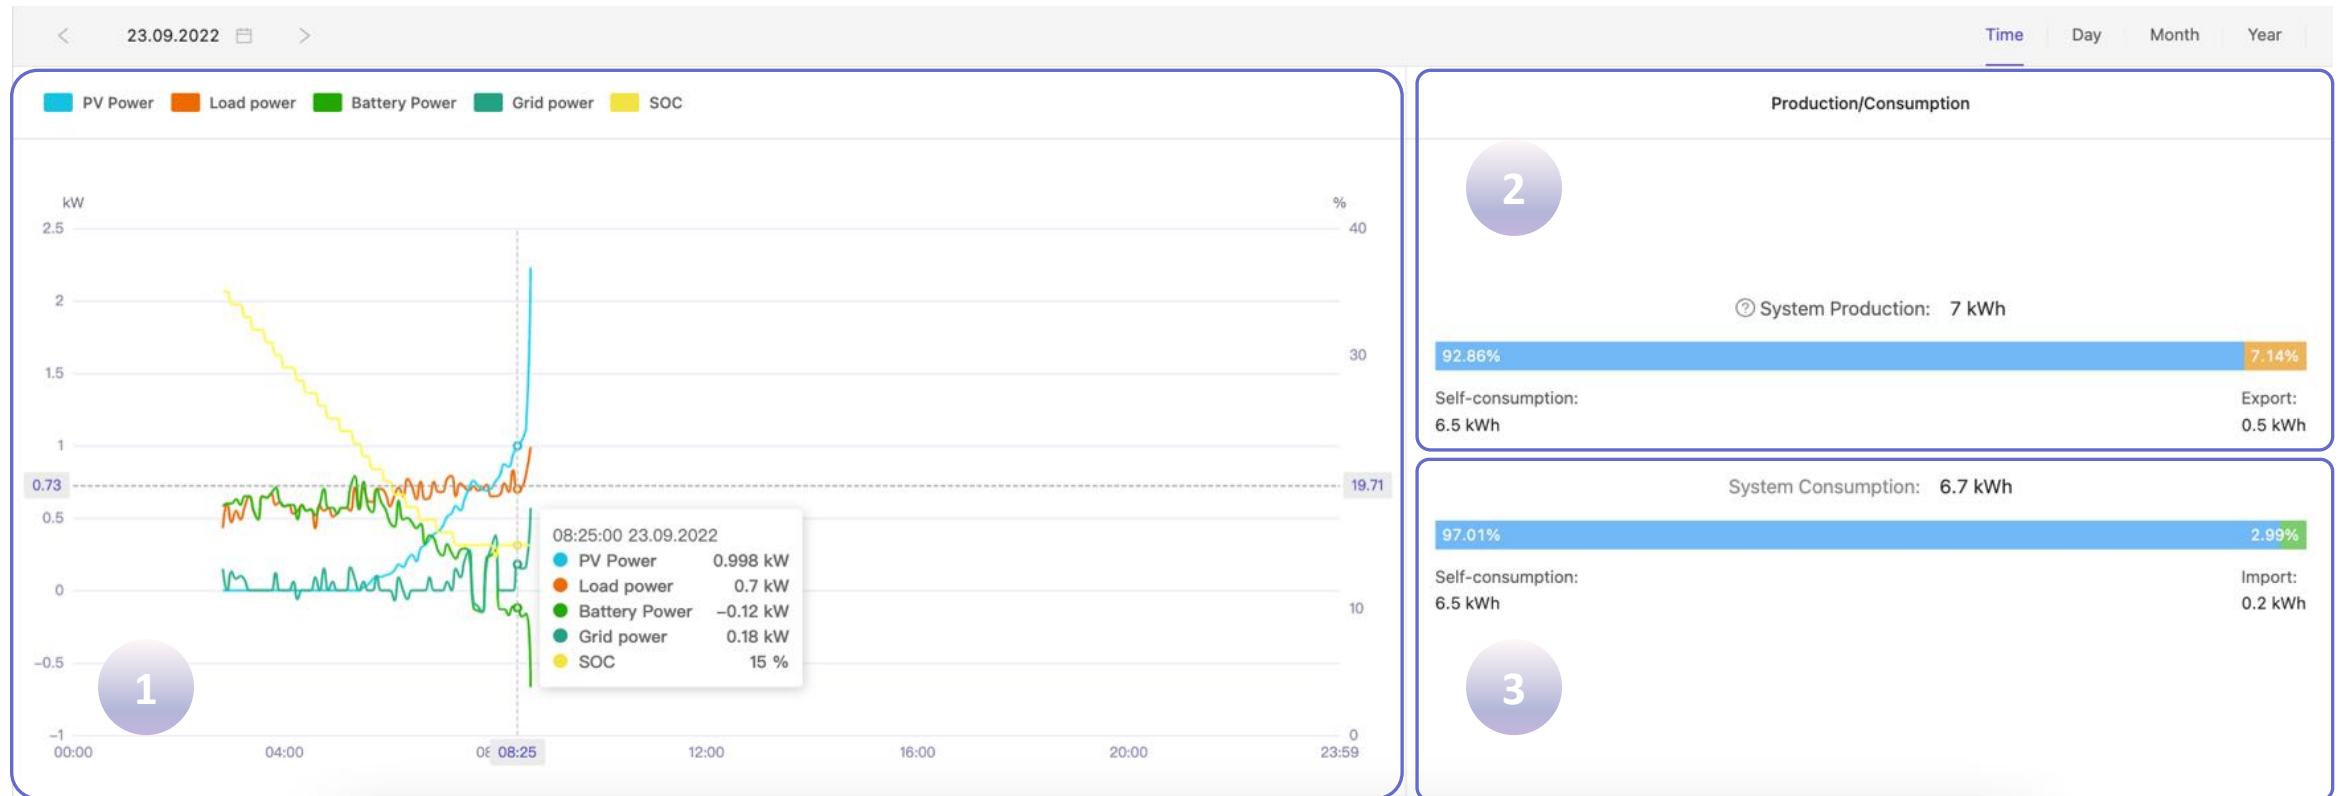 23.09.2022
Time Day Month Year
PV Power Load power Battery Power Grid power SOC
Production/Consumption
kW
%
2.5
2
1.5
1
0.73
0.5
0
−0.5
−1
40
30
19.71
10
0
00:00 04:00 08:25 12:00 16:00 20:00 23:59
08:25:00 23.09.2022
PV Power 0.998 kW
Load power 0.7 kW
Battery Power −0.12 kW
Grid power 0.18 kW
SOC 15 %
1
2
System Production: 7 kWh
92.86% 7.14%
Self-consumption: Export:
6.5 kWh 0.5 kWh
System Consumption: 6.7 kWh
97.01% 2.99%
Self-consumption: Import:
6.5 kWh 0.2 kWh
3